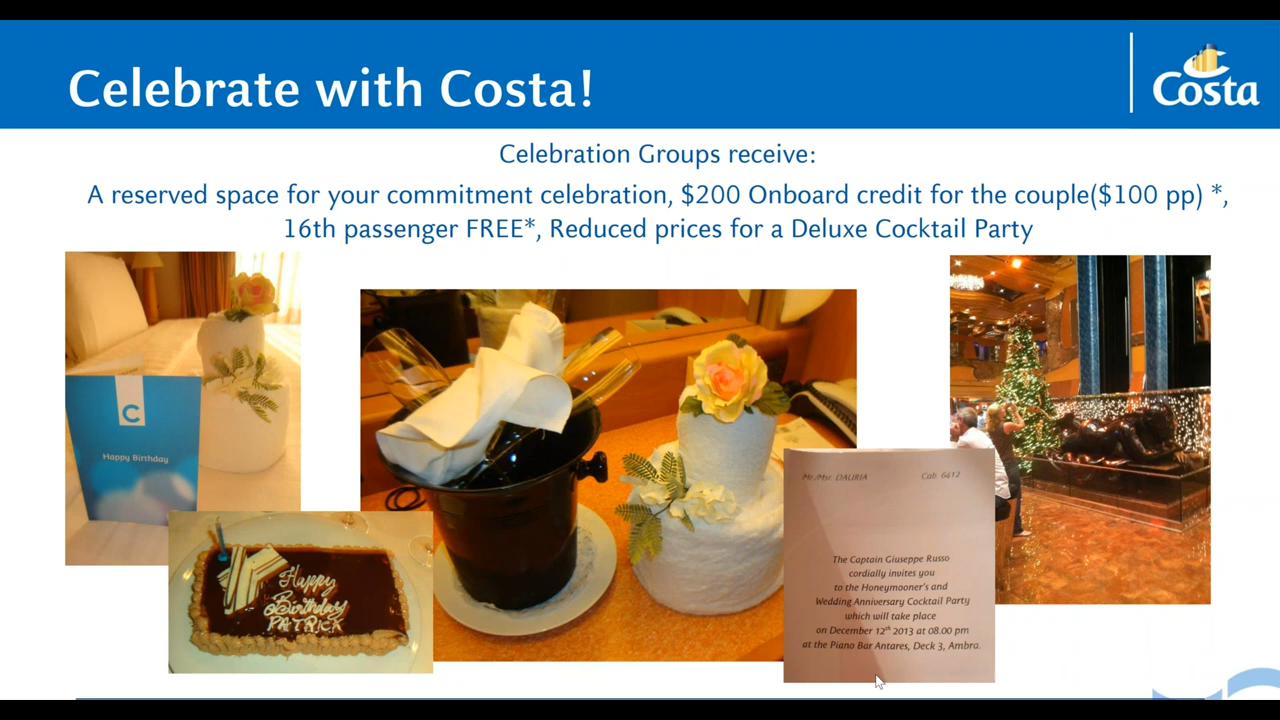 Celebrate with Costa!
Costa
Celebration Groups receive:
A reserved space for your commitment celebration, $200 Onboard credit for the couple($100 pp) *,
16th passenger FREE*, Reduced prices for a Deluxe Cocktail Party
C
Happy Birthday
Happy
Birthday
PATRICK
Mr./Msr. DAURIA Cab. 6412
The Captain Giuseppe Russo
cordially invites you
to the Honeymooner's and
Wedding Anniversary Cocktail Party
which will take place
on December 12th 2013 at 08.00 pm
at the Piano Bar Antares, Deck 3, Ambra.